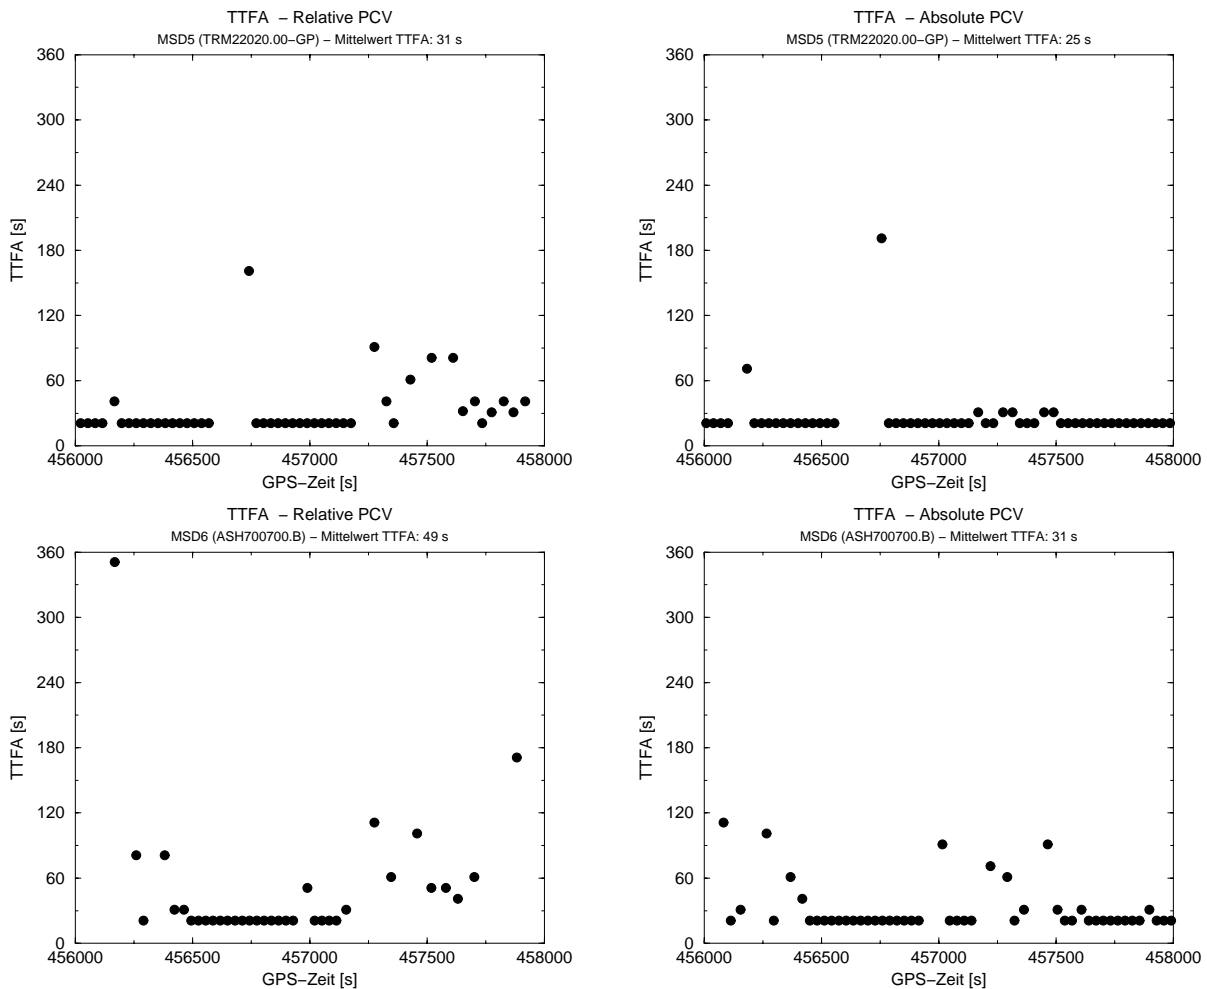 TTFA – Relative PCV
MSD5 (TRM22020.00–GP) – Mittelwert TTFA: 31 s
360
300
240
180
120
60
0
TTFA [s]
456000 456500 457000 457500 458000
GPS–Zeit [s]
TTFA – Absolute PCV
MSD5 (TRM22020.00–GP) – Mittelwert TTFA: 25 s
360
300
240
180
120
60
0
TTFA [s]
456000 456500 457000 457500 458000
GPS–Zeit [s]
TTFA – Relative PCV
MSD6 (ASH700700.B) – Mittelwert TTFA: 49 s
360
300
240
180
120
60
0
TTFA [s]
456000 456500 457000 457500 458000
GPS–Zeit [s]
TTFA – Absolute PCV
MSD6 (ASH700700.B) – Mittelwert TTFA: 31 s
360
300
240
180
120
60
0
TTFA [s]
456000 456500 457000 457500 458000
GPS–Zeit [s]